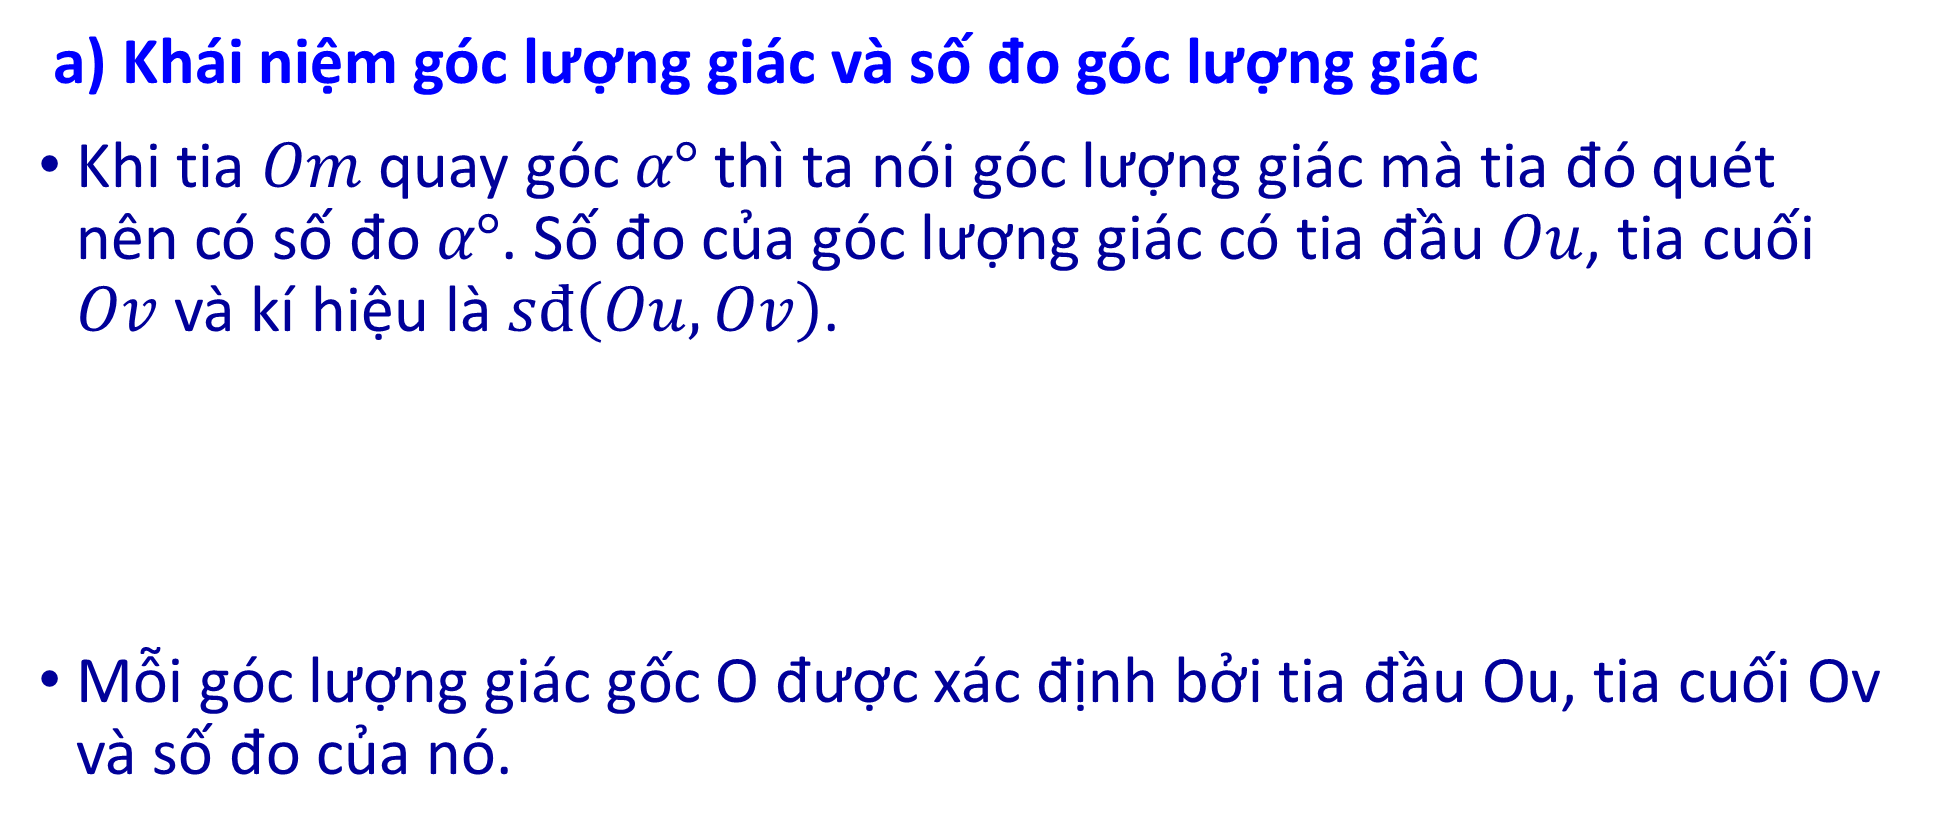 a) Khái niệm góc lượng giác và số đo góc lượng giác
• Khi tia 𝑂𝑚 quay góc 𝛼° thì ta nói góc lượng giác mà tia đó quét
nên có số đo 𝛼°. Số đo của góc lượng giác có tia đầu 𝑂𝑢, tia cuối
𝑂𝑣 và kí hiệu là 𝑠đ(𝑂𝑢, 𝑂𝑣).
• Mỗi góc lượng giác gốc O được xác định bởi tia đầu Ou, tia cuối Ov
và số đo của nó.